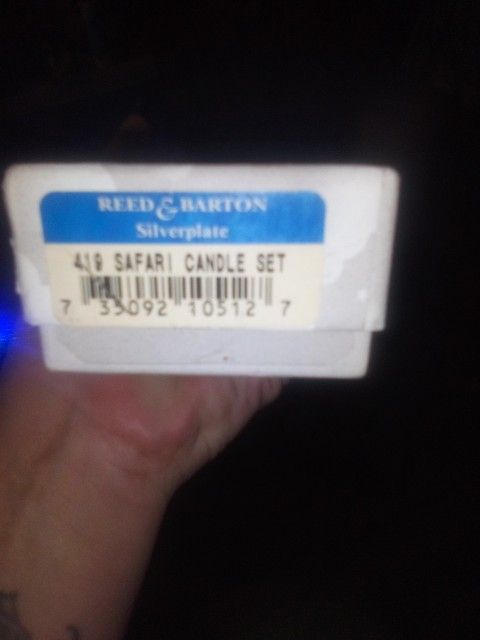 REED & BARTON
Silverplate
419 SAFARI CANDLE SET
7 35092 10512 7